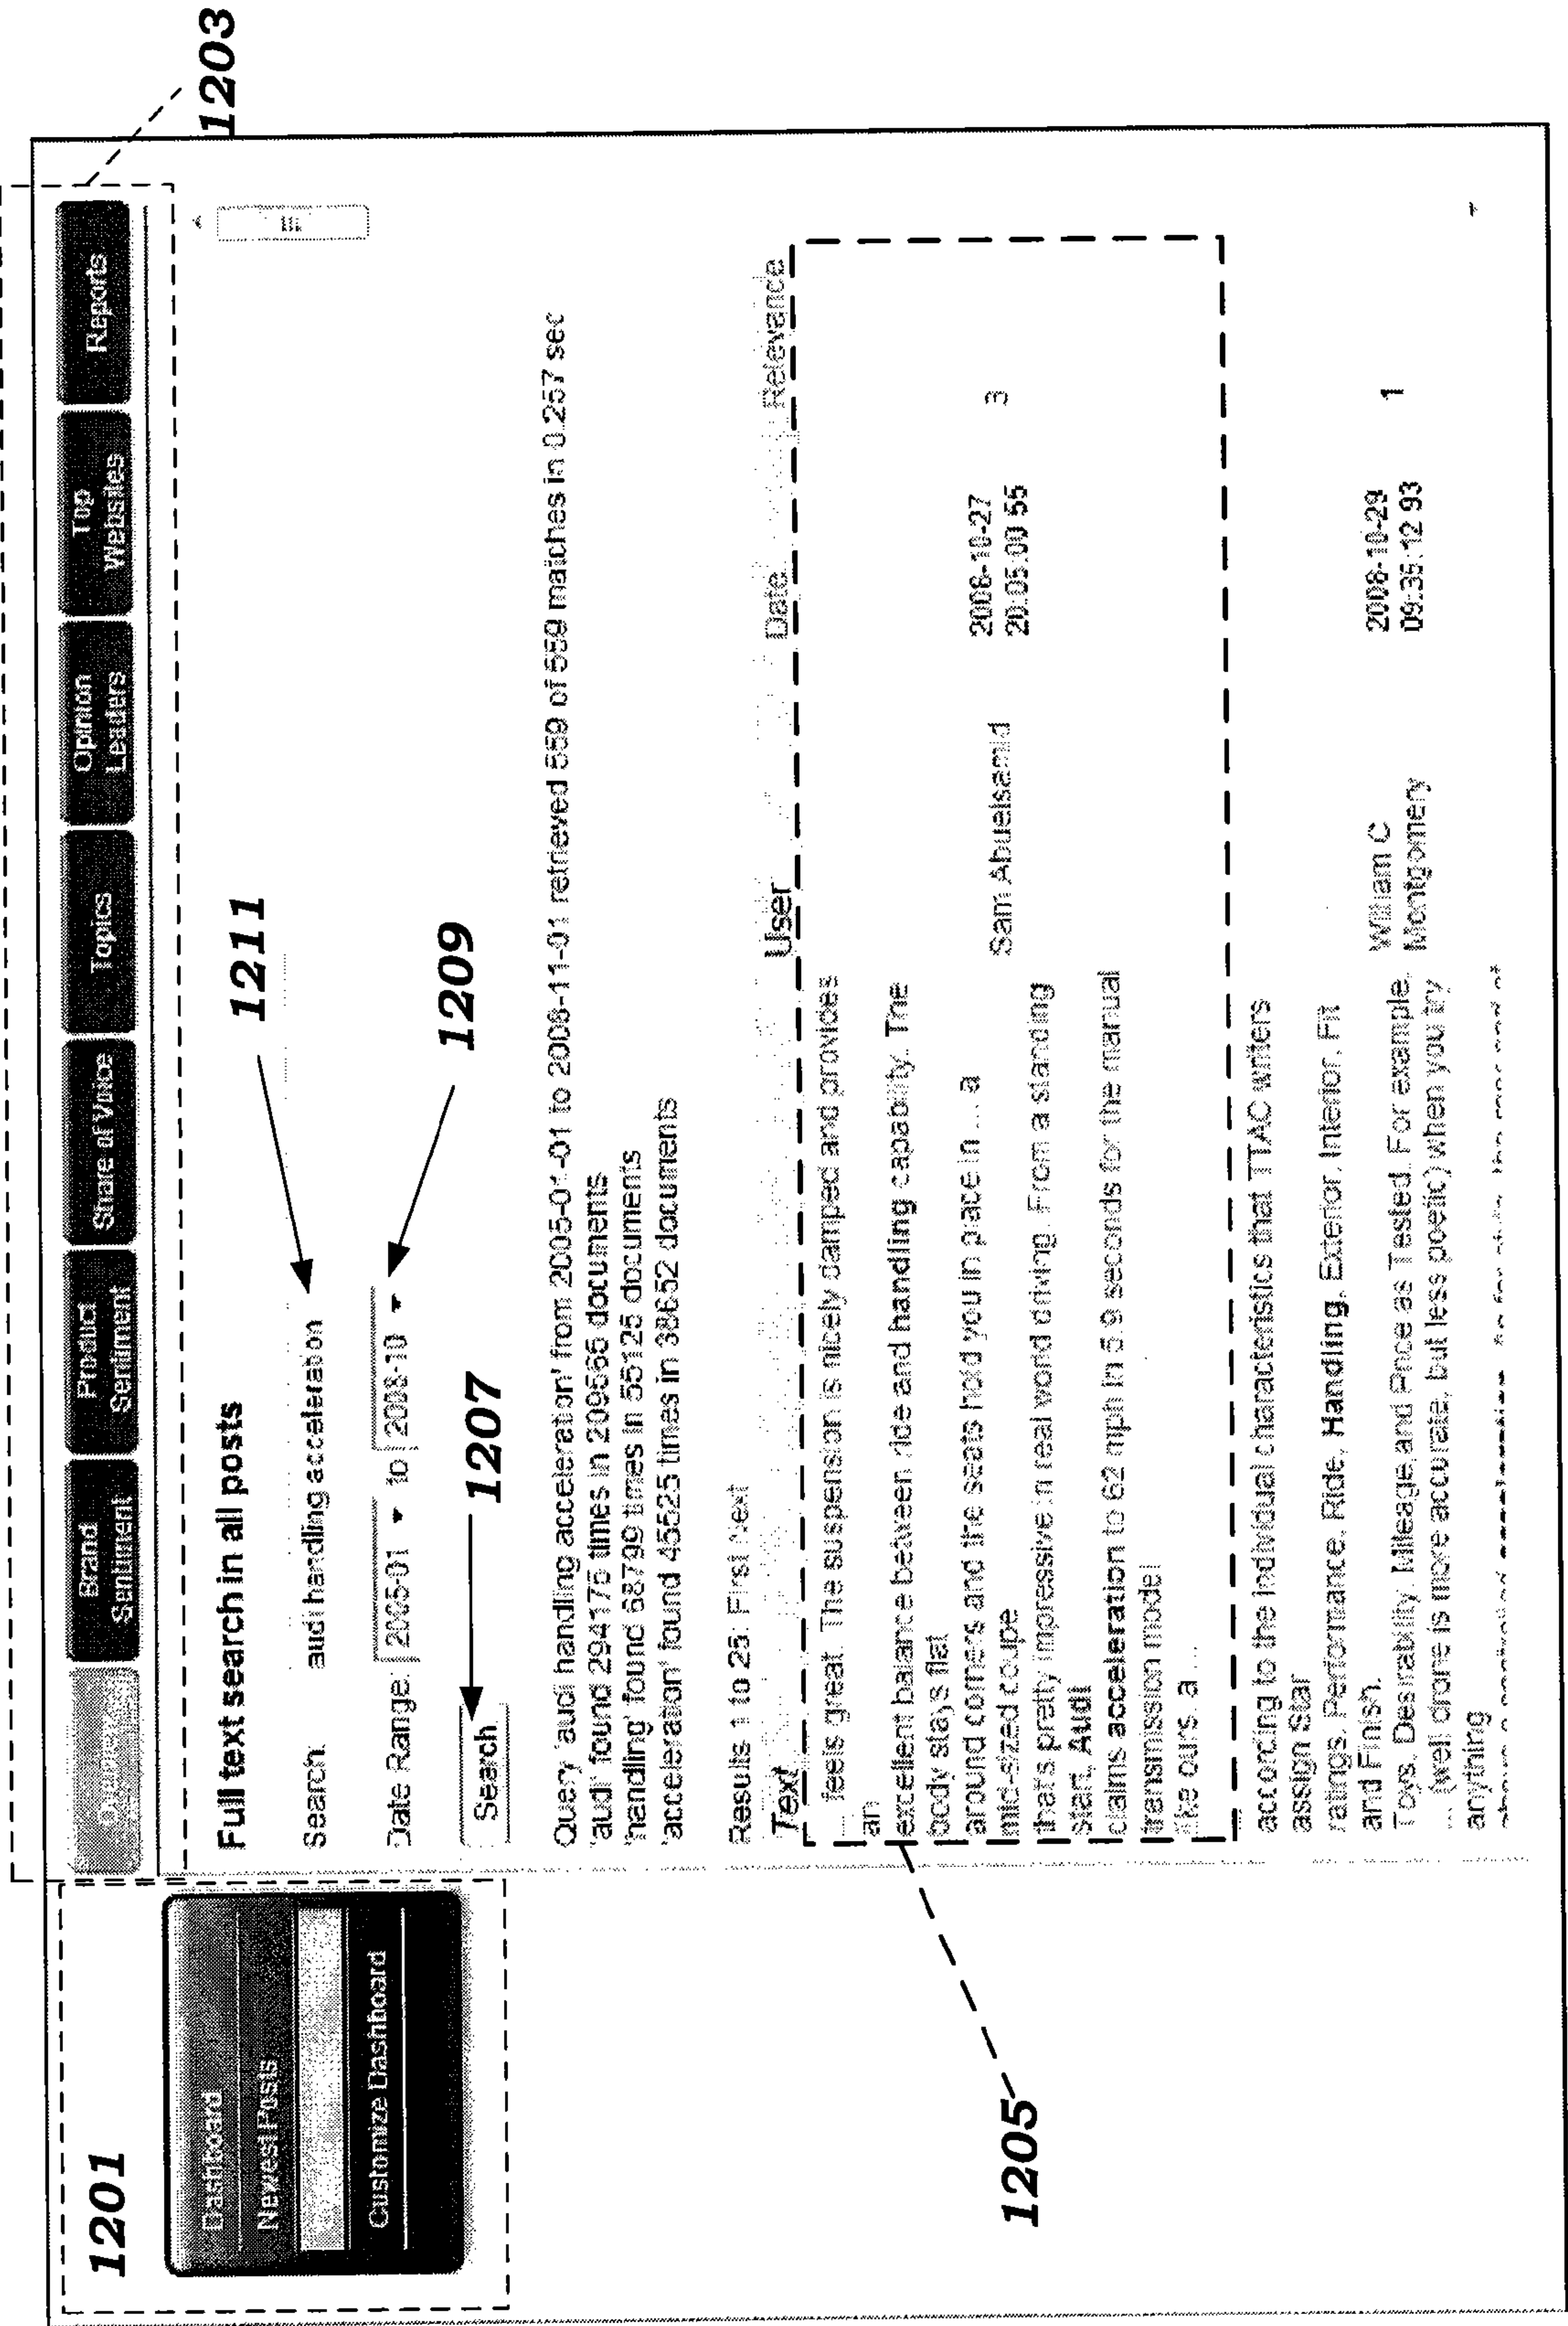 1203
1201
Dashboard
Newest Posts
Customize Dashboard
Brand
Sentiment
Product
Sentiment
Share of Voice
Topics
Opinion
Leaders
Top
Websites
Reports
Full text search in all posts
1211
Search: audi handling acceleration
1209
Date Range: to 2008-10
1207
Search
Query 'audi handling acceleration' from 2005-01-01 to 2008-11-01 retrieved 559 of 559 matches in 0.257 sec
'audi' found times in documents
'handling' found 68799 times in 55125 documents
'acceleration' found 45525 times in 38652 documents
Results 1 to 25: First Next
Text User Date Relevance
... feels great. The suspension is nicely damped and provides
an
excellent balance between ride and handling capability. The
body stays flat
around corners and the seats hold you in place in ... a
mid-sized coupe
Sam Abuelsamid
2008-10-27
20:05:00
3
that's pretty impressive in real world driving. From a standing
start, Audi
claims acceleration to 62 mph in 5.9 seconds for the manual
transmission model
like ours, a ...
1205
according to the individual characteristics that TTAC writers
assign Star
ratings: Performance, Ride, Handling, Exterior, Interior, Fit
and Finish,
Toys, Desirability, Mileage, and Price as Tested. For example,
... (well drone is more accurate, but less poetic) when you try
anything
William C
Montgomery
2008-10-29
09:35:12 93
1